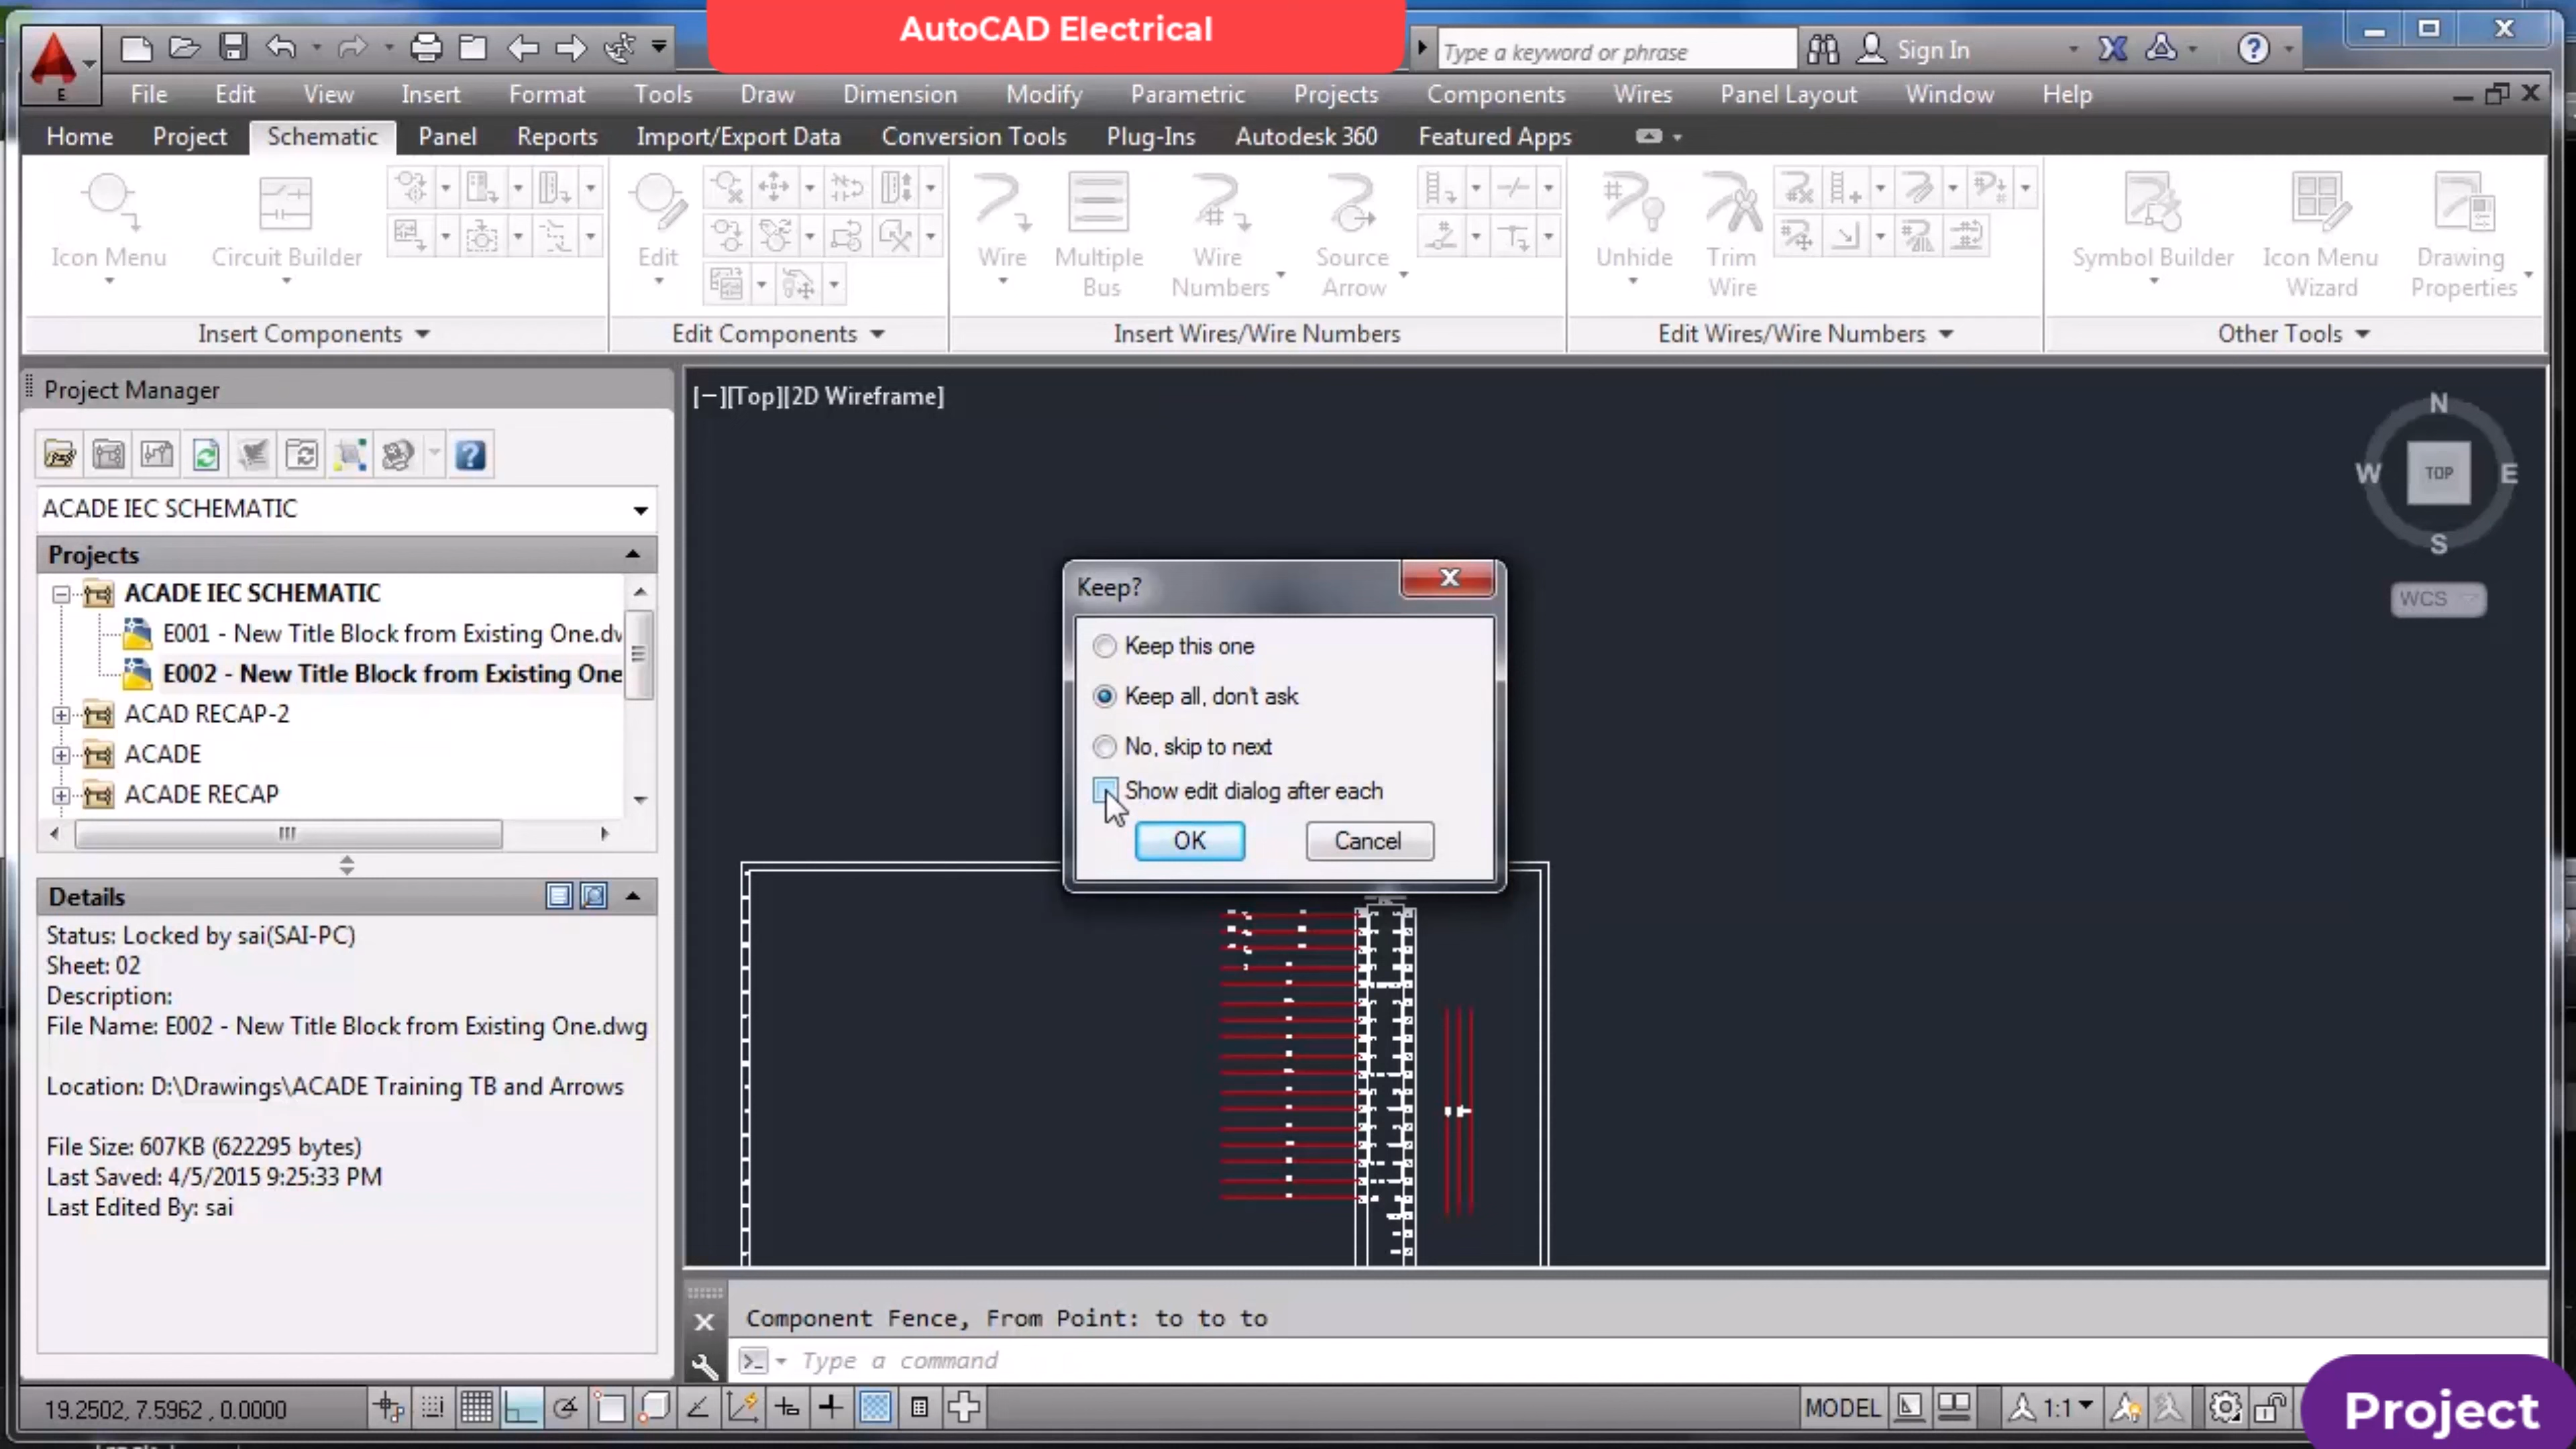 AutoCAD Electrical
Type a keyword or phrase
Sign In
E
File Edit View Insert Format Tools Draw Dimension Modify Parametric Projects Components Wires Panel Layout Window Help
Home Project Schematic Panel Reports Import/Export Data Conversion Tools Plug-Ins Autodesk 360 Featured Apps
Icon Menu
Circuit Builder
Edit
Wire
Multiple Bus
Wire Numbers
Source Arrow
Unhide
Trim Wire
Symbol Builder
Icon Menu Wizard
Drawing Properties
Insert Components
Edit Components
Insert Wires/Wire Numbers
Edit Wires/Wire Numbers
Other Tools
Project Manager
ACADE IEC SCHEMATIC
Projects
ACADE IEC SCHEMATIC
E001 - New Title Block from Existing One.dv
E002 - New Title Block from Existing One
ACAD RECAP-2
ACADE
ACADE RECAP
Details
Status: Locked by sai(SAI-PC)
Sheet: 02
Description:
File Name: E002 - New Title Block from Existing One.dwg
Location: D:\Drawings\ACADE Training TB and Arrows
File Size: 607KB (622295 bytes)
Last Saved: 4/5/2015 9:25:33 PM
Last Edited By: sai
[−][Top][2D Wireframe]
N
W TOP E
S
WCS
Keep?
Keep this one
Keep all, don't ask
No, skip to next
Show edit dialog after each
OK Cancel
Component Fence, From Point: to to to
Type a command
19.2502, 7.5962 , 0.0000
MODEL
1:1
Project